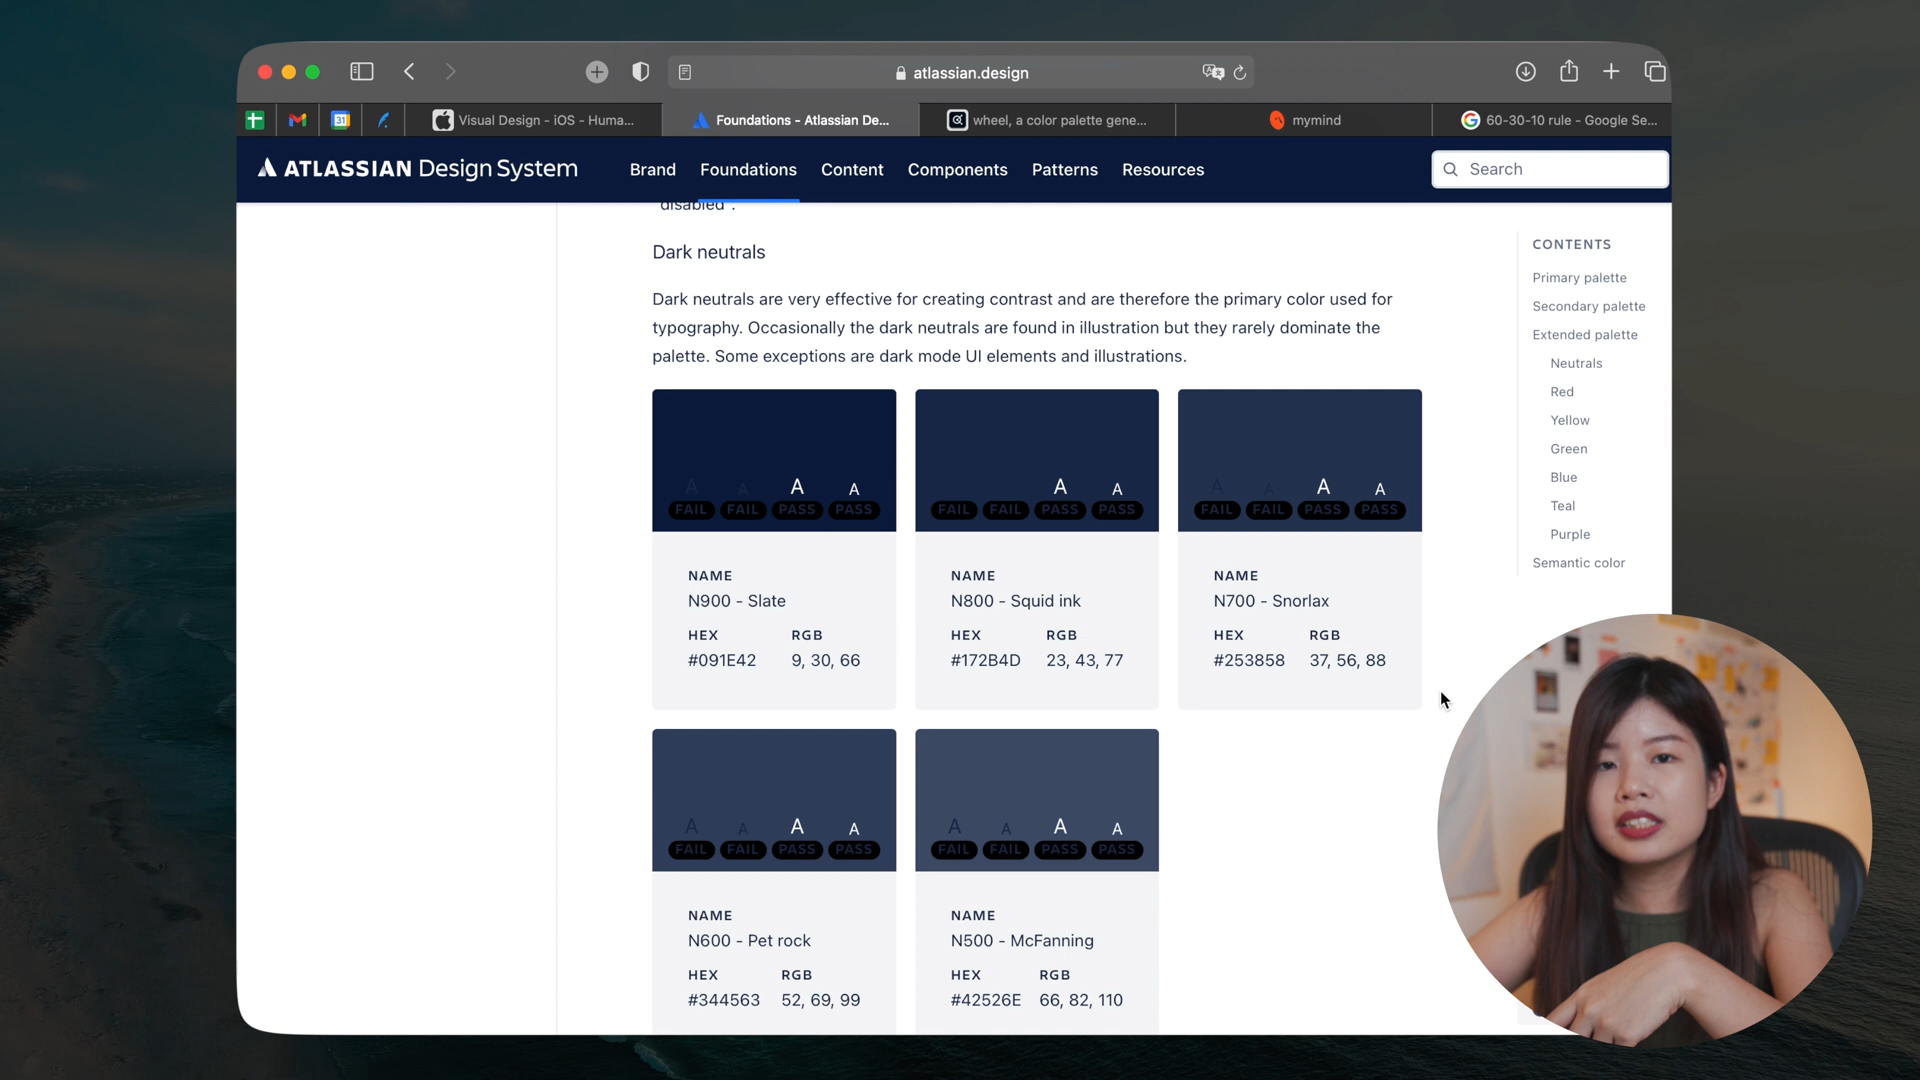 atlassian.design
31
Visual Design - iOS - Huma...
Foundations - Atlassian De...
wheel, a color palette gene...
mymind
60-30-10 rule - Google Se...
ATLASSIAN Design System
Brand
Foundations
Content
Components
Patterns
Resources
Search
disabled".
Dark neutrals
Dark neutrals are very effective for creating contrast and are therefore the primary color used for
typography. Occasionally the dark neutrals are found in illustration but they rarely dominate the
palette. Some exceptions are dark mode UI elements and illustrations.
A A A A
FAIL FAIL PASS PASS
NAME
N900 - Slate
HEX RGB
#091E42 9, 30, 66
A A
FAIL FAIL PASS PASS
NAME
N800 - Squid ink
HEX RGB
#172B4D 23, 43, 77
A A A A
FAIL FAIL PASS PASS
NAME
N700 - Snorlax
HEX RGB
#253858 37, 56, 88
A A A A
FAIL FAIL PASS PASS
NAME
N600 - Pet rock
HEX RGB
#344563 52, 69, 99
A A A A
FAIL FAIL PASS PASS
NAME
N500 - McFanning
HEX RGB
#42526E 66, 82, 110
CONTENTS
Primary palette
Secondary palette
Extended palette
Neutrals
Red
Yellow
Green
Blue
Teal
Purple
Semantic color